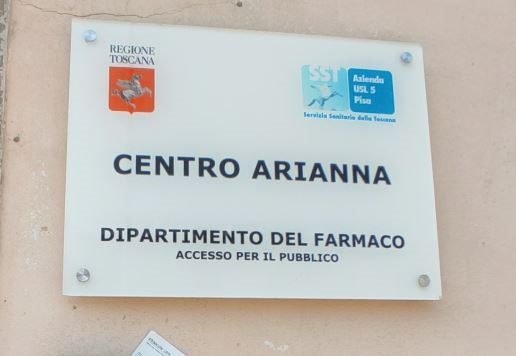 REGIONE
TOSCANA
SST
Azienda
USL 5
Pisa
Servizio Sanitario della Toscana
CENTRO ARIANNA
DIPARTIMENTO DEL FARMACO
ACCESSO PER IL PUBBLICO